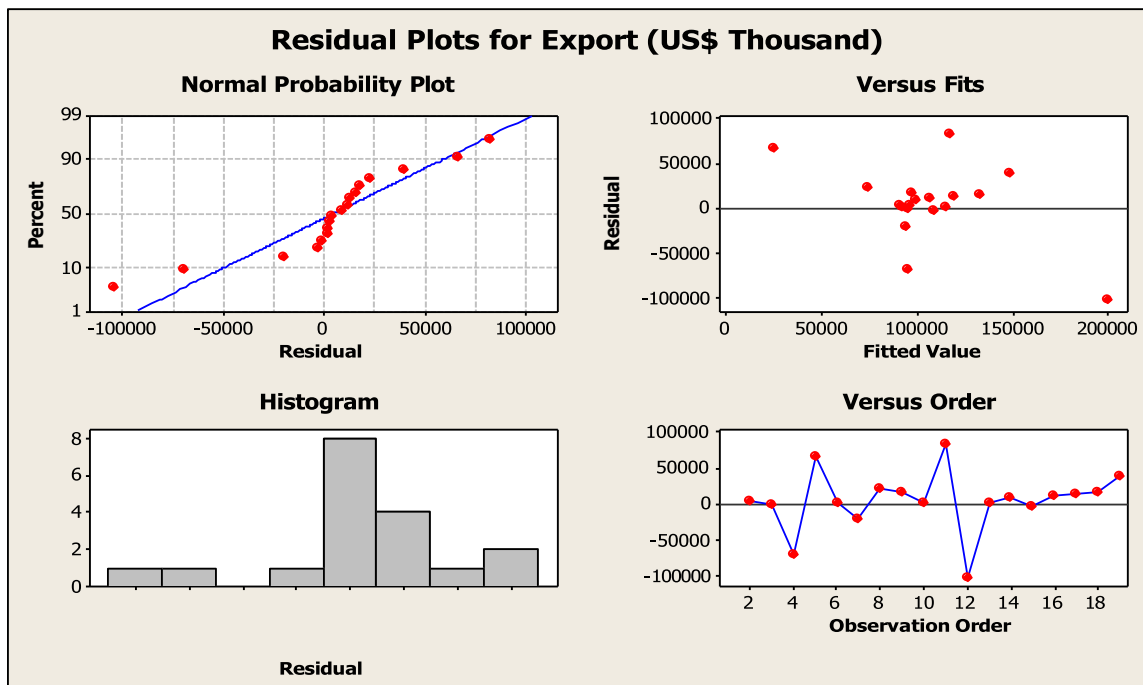 Residual Plots for Export (US$ Thousand)
Normal Probability Plot
99
90
50
10
1
Percent
-100000 -50000 0 50000 100000
Residual
Versus Fits
100000
50000
0
-50000
-100000
Residual
0 50000 100000 150000 200000
Fitted Value
Histogram
8
6
4
2
0
Residual
Versus Order
100000
50000
0
-50000
-100000
2 4 6 8 10 12 14 16 18
Observation Order